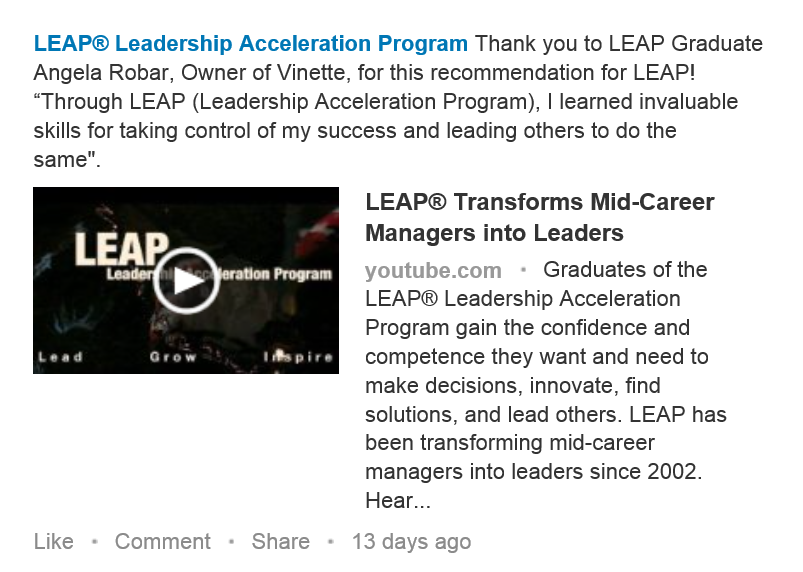 LEAP® Leadership Acceleration Program Thank you to LEAP Graduate
Angela Robar, Owner of Vinette, for this recommendation for LEAP!
“Through LEAP (Leadership Acceleration Program), I learned invaluable
skills for taking control of my success and leading others to do the
same".
LEAP
Leadership Acceleration Program
Lead Grow Inspire
LEAP® Transforms Mid-Career
Managers into Leaders
youtube.com • Graduates of the
LEAP® Leadership Acceleration
Program gain the confidence and
competence they want and need to
make decisions, innovate, find
solutions, and lead others. LEAP has
been transforming mid-career
managers into leaders since 2002.
Hear...
Like • Comment • Share • 13 days ago